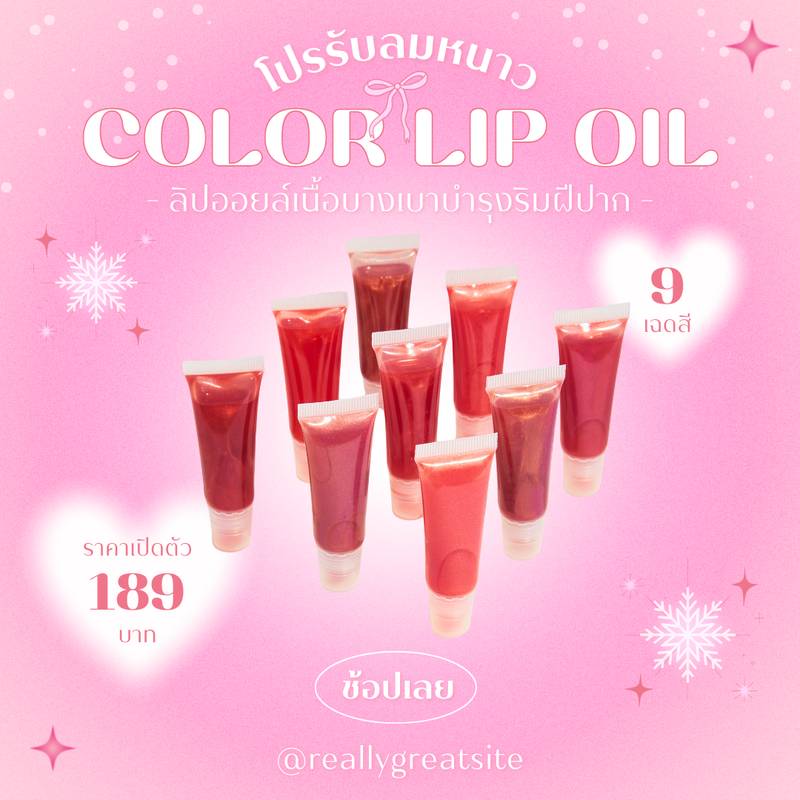 โปรรับลมหนาว
COLOR LIP OIL
- ลิปออยล์เนื้อบางเบาบำรุงริมฝีปาก -
9
เฉดสี
ราคาเปิดตัว
189
บาท
ช้อปเลย
@reallygreatsite